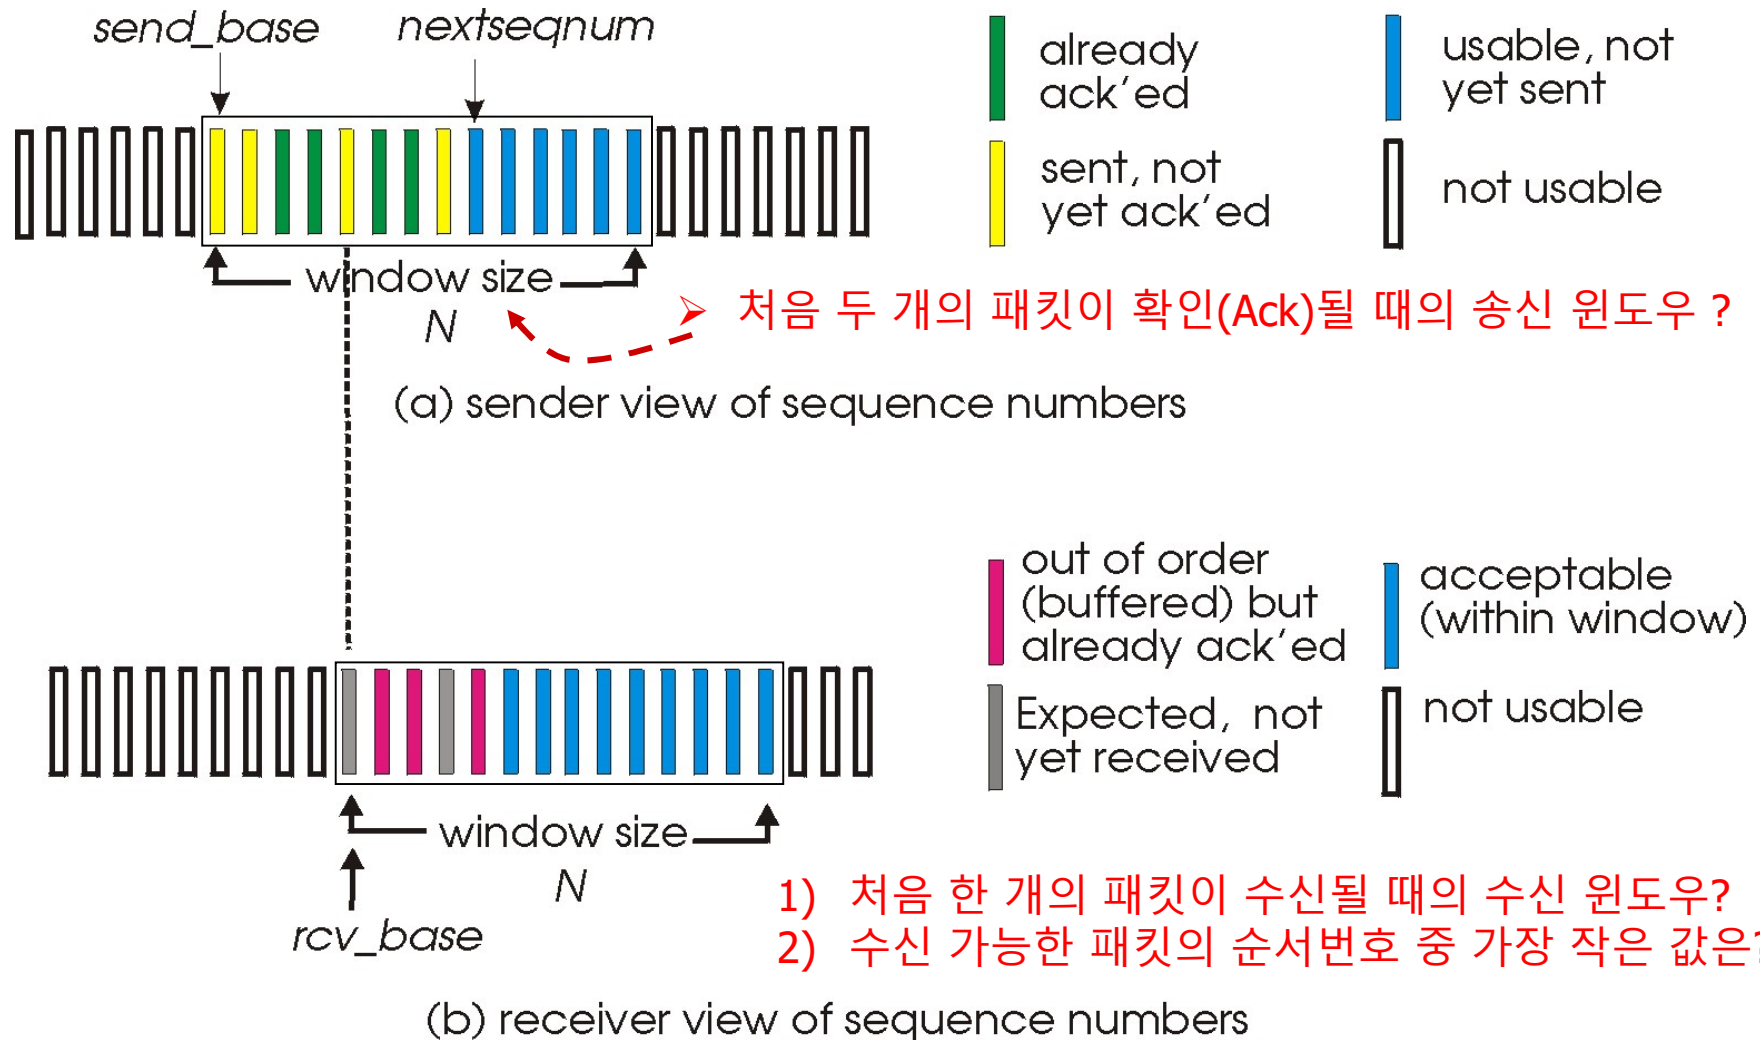 send_base
nextseqnum
already
ack'ed
usable, not
yet sent
sent, not
yet ack'ed
not usable
window size
N
➢ 처음 두 개의 패킷이 확인(Ack)될 때의 송신 윈도우 ?
(a) sender view of sequence numbers
out of order
(buffered) but
already ack'ed
acceptable
(within window)
Expected, not
yet received
not usable
window size
N
rcv_base
1) 처음 한 개의 패킷이 수신될 때의 수신 윈도우?
2) 수신 가능한 패킷의 순서번호 중 가장 작은 값은?
(b) receiver view of sequence numbers